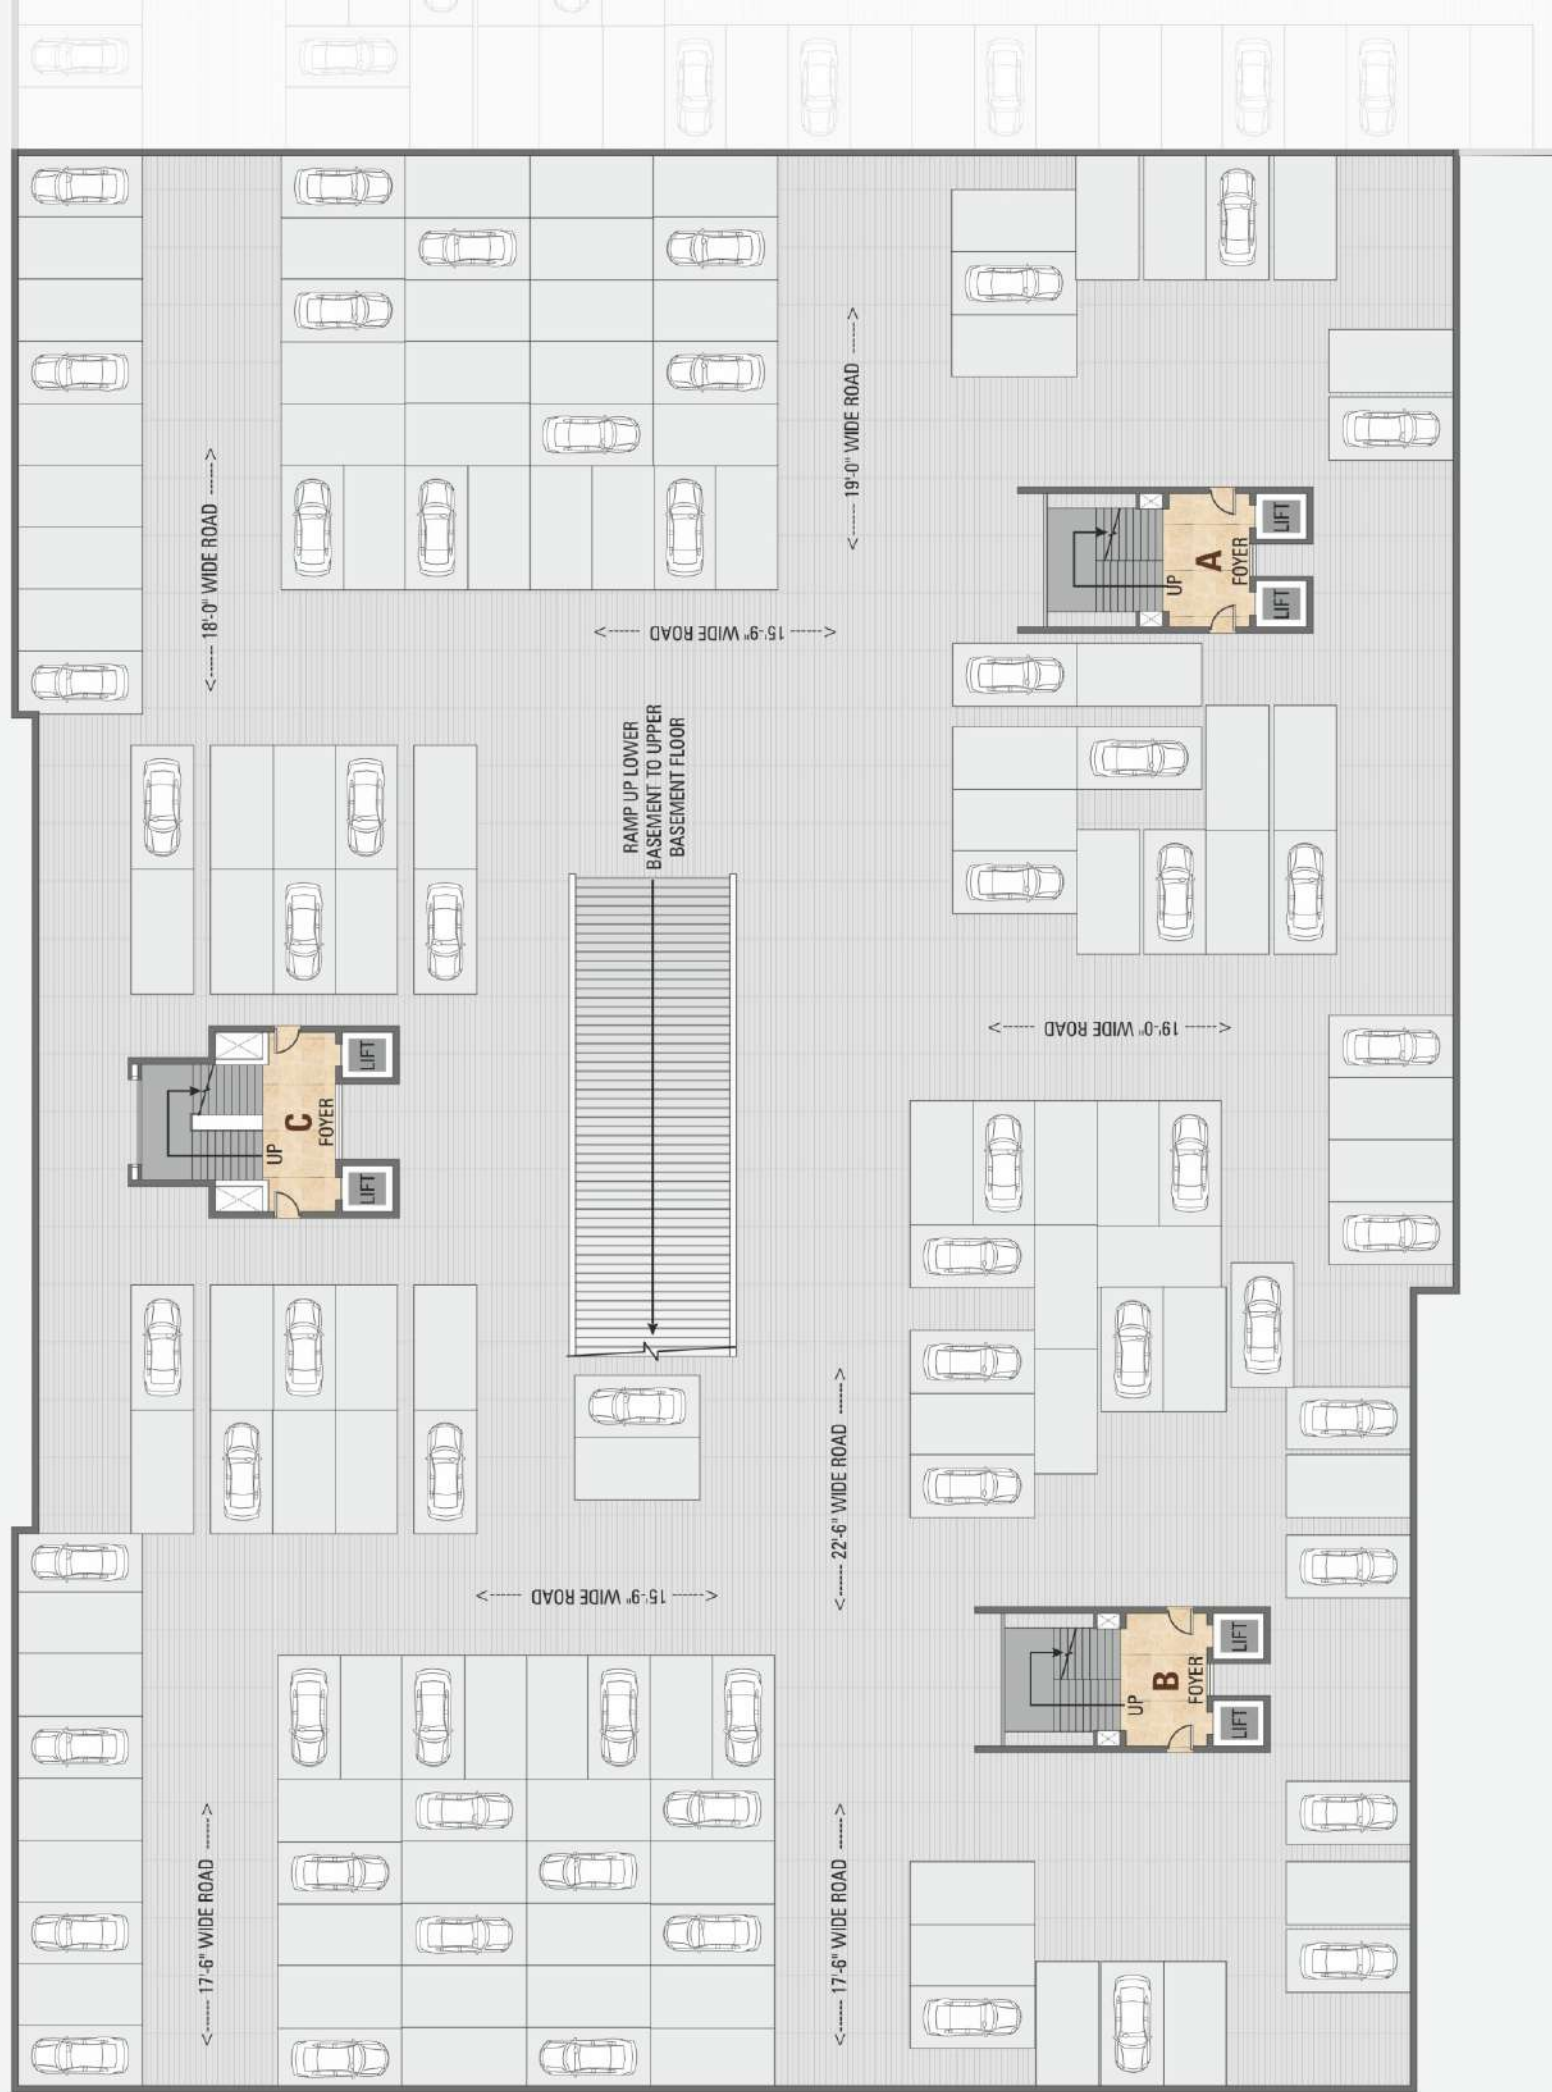 <----- 19'-0" WIDE ROAD ----->
<----- 18'-0" WIDE ROAD ----->
LIFT
A
FOYER
UP
LIFT
<----- 15'-9" WIDE ROAD ----->
RAMP UP LOWER
BASEMENT TO UPPER
BASEMENT FLOOR
<----- 19'-0" WIDE ROAD ----->
LIFT
C
FOYER
UP
LIFT
<----- 22'-6" WIDE ROAD ----->
<----- 15'-9" WIDE ROAD ----->
LIFT
B
FOYER
UP
LIFT
<----- 17'-6" WIDE ROAD ----->
<----- 17'-6" WIDE ROAD ----->